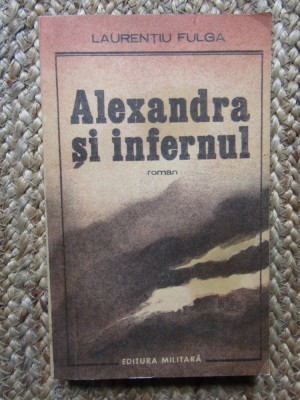 LAURENȚIU FULGA
Alexandra
și infernul
roman
EDITURA MILITARĂ